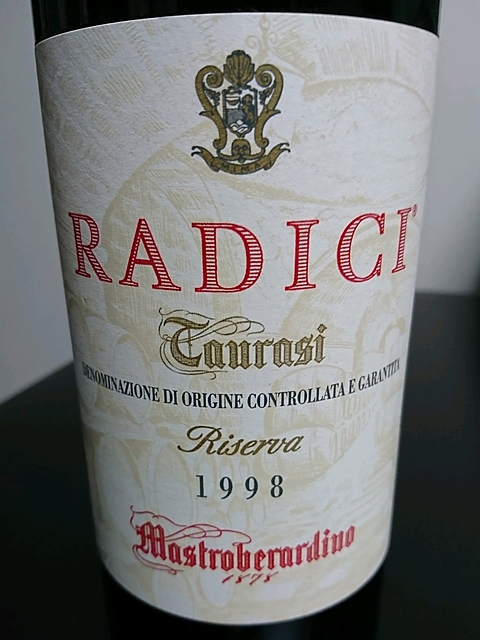 RADICI®
Taurasi
DENOMINAZIONE DI ORIGINE CONTROLLATA E GARANTITA
Riserva
1998
Mastroberardino
1878